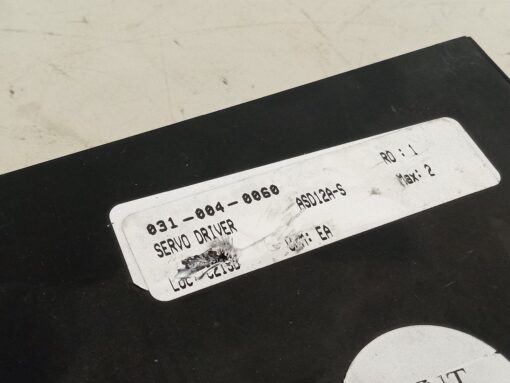 031-004-0060
SERVO DRIVER ASD12A-S RO : 1
EA Max: 2